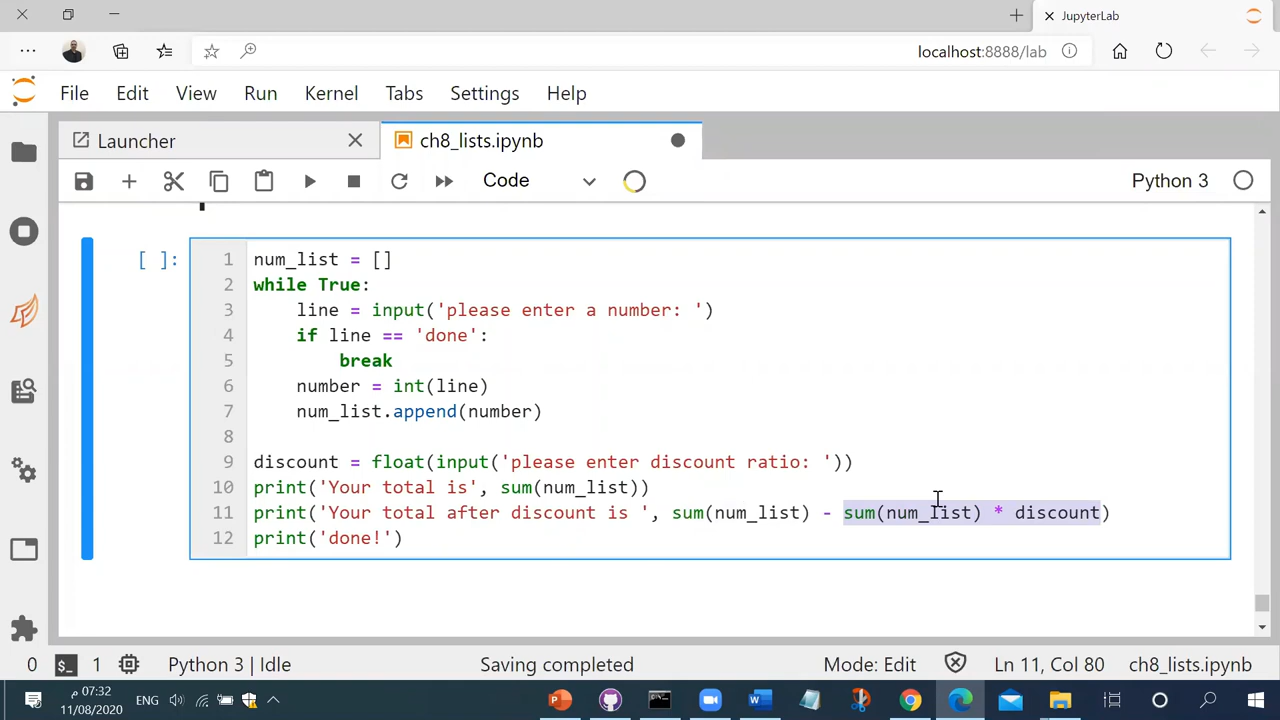 JupyterLab
localhost:8888/lab
File Edit View Run Kernel Tabs Settings Help
Launcher
ch8_lists.ipynb
Code
Python 3
[ ]:
1 num_list = []
2 while True:
3 line = input('please enter a number: ')
4 if line == 'done':
5 break
6 number = int(line)
7 num_list.append(number)
8
9 discount = float(input('please enter discount ratio: '))
10 print('Your total is', sum(num_list))
11 print('Your total after discount is ', sum(num_list) - sum(num_list) * discount)
12 print('done!')
0 1 Python 3 | Idle Saving completed Mode: Edit Ln 11, Col 80 ch8_lists.ipynb
07:32 م ENG
11/08/2020